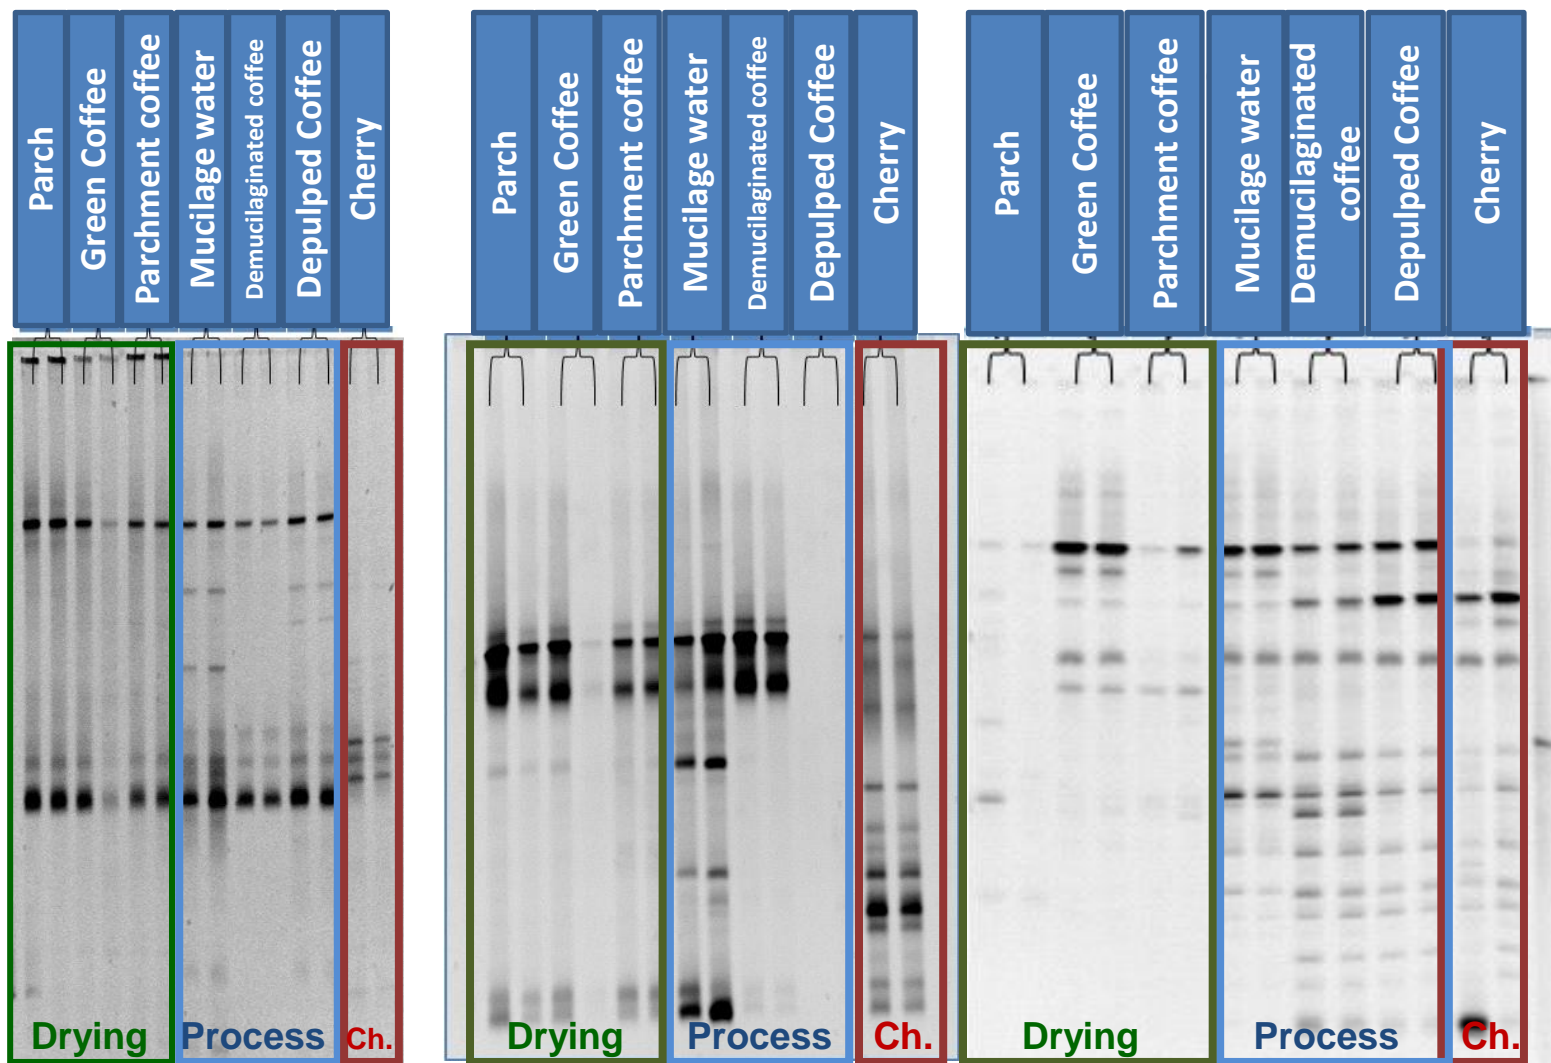 Parch
Green Coffee
Parchment coffee
Mucilage water
Demucilaginated coffee
Depulped Coffee
Cherry
Parch
Green Coffee
Parchment coffee
Mucilage water
Demucilaginated coffee
Depulped Coffee
Cherry
Parch
Green Coffee
Parchment coffee
Mucilage water
Demucilaginated
coffee
Depulped Coffee
Cherry
Drying
Process
Ch.
Drying
Process
Ch.
Drying
Process
Ch.